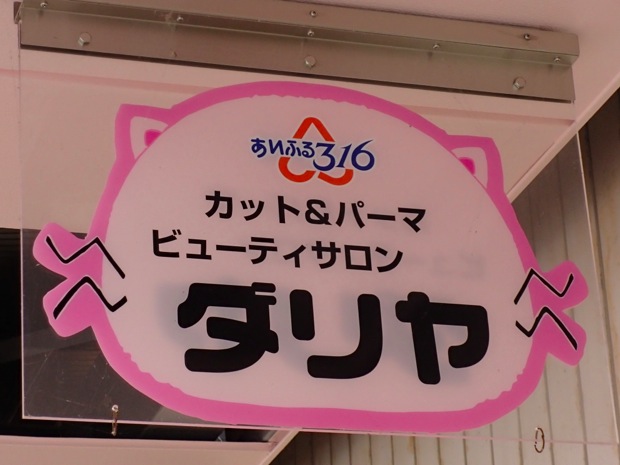 あいふる316
カット&パーマ
ビューティサロン
ダリヤ